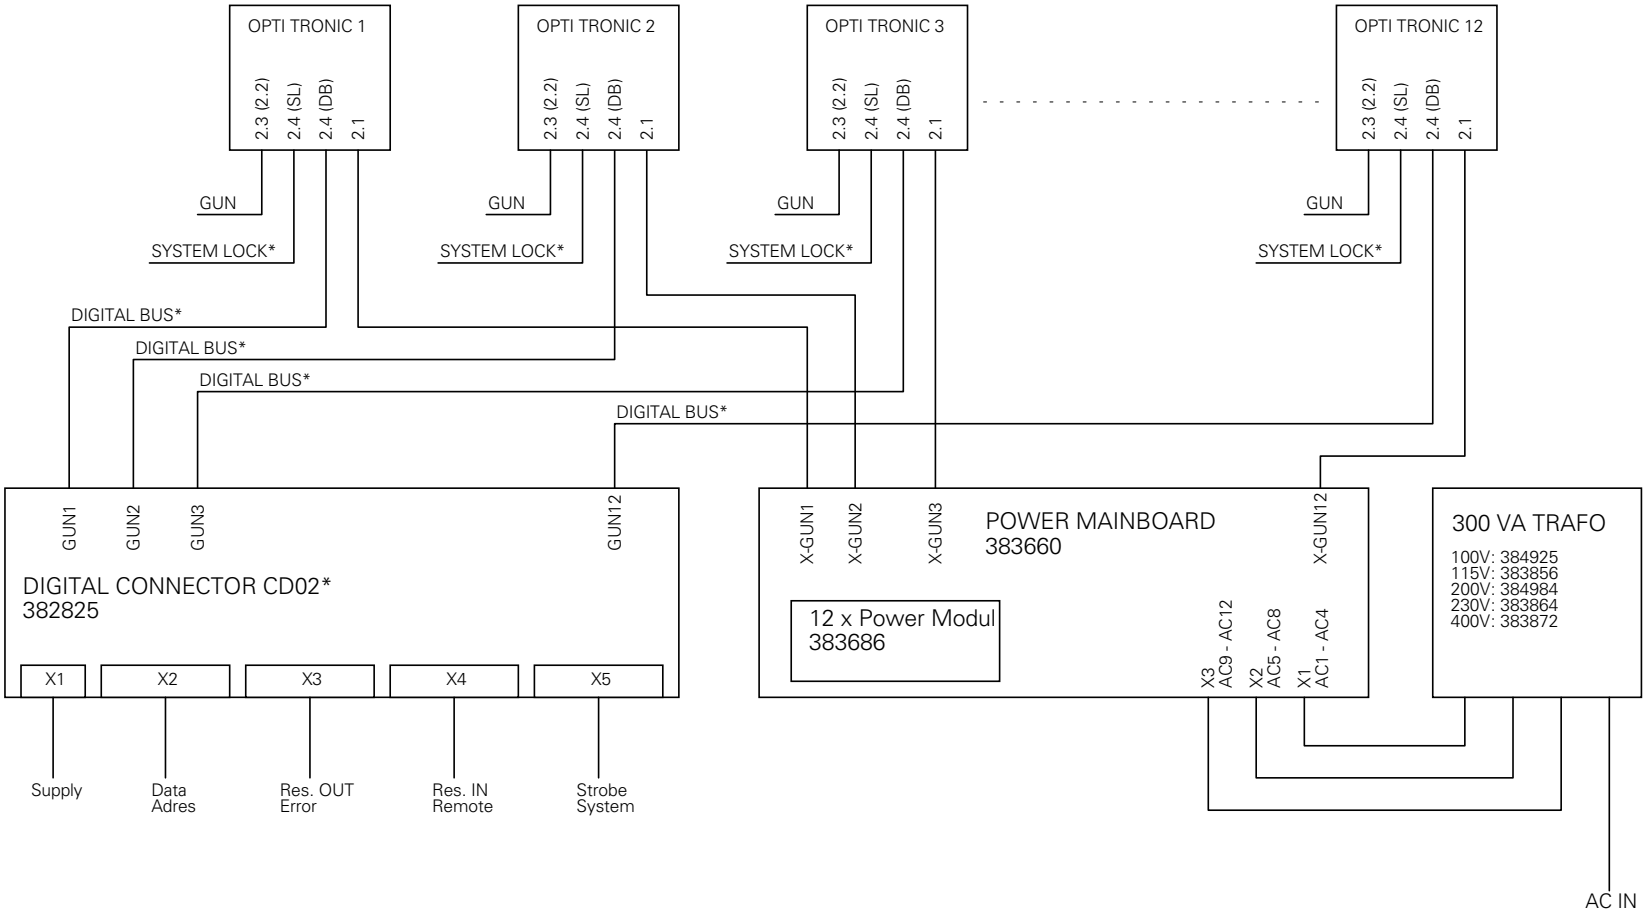 OPTI TRONIC 1
2.3 (2.2)
2.4 (SL)
2.4 (DB)
2.1
OPTI TRONIC 2
2.3 (2.2)
2.4 (SL)
2.4 (DB)
2.1
OPTI TRONIC 3
2.3 (2.2)
2.4 (SL)
2.4 (DB)
2.1
OPTI TRONIC 12
2.3 (2.2)
2.4 (SL)
2.4 (DB)
2.1
GUN
GUN
GUN
GUN
SYSTEM LOCK*
SYSTEM LOCK*
SYSTEM LOCK*
SYSTEM LOCK*
DIGITAL BUS*
DIGITAL BUS*
DIGITAL BUS*
DIGITAL BUS*
GUN1
GUN2
GUN3
GUN12
DIGITAL CONNECTOR CD02*
382825
X1
X2
X3
X4
X5
Supply
Data
Adres
Res. OUT
Error
Res. IN
Remote
Strobe
System
X-GUN1
X-GUN2
X-GUN3
X-GUN12
POWER MAINBOARD
383660
12 x Power Modul
383686
X3
AC9 - AC12
X2
AC5 - AC8
X1
AC1 - AC4
300 VA TRAFO
100V: 384925
115V: 383856
200V: 384984
230V: 383864
400V: 383872
AC IN